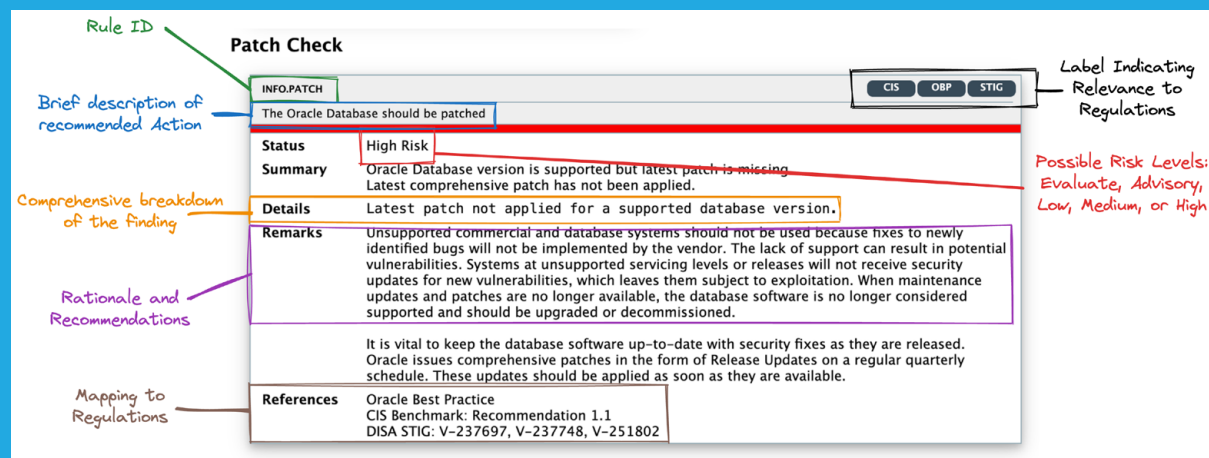 Rule ID
Patch Check
INFO.PATCH
CIS OBP STIG
Label Indicating
Relevance to
Regulations
Brief description of
recommended Action
The Oracle Database should be patched
Status High Risk
Summary Oracle Database version is supported but latest patch is missing.
Latest comprehensive patch has not been applied.
Possible Risk Levels:
Evaluate, Advisory,
Low, Medium, or High
Comprehensive breakdown
of the finding
Details Latest patch not applied for a supported database version.
Remarks Unsupported commercial and database systems should not be used because fixes to newly
identified bugs will not be implemented by the vendor. The lack of support can result in potential
vulnerabilities. Systems at unsupported servicing levels or releases will not receive security
updates for new vulnerabilities, which leaves them subject to exploitation. When maintenance
updates and patches are no longer available, the database software is no longer considered
supported and should be upgraded or decommissioned.
Rationale and
Recommendations
It is vital to keep the database software up-to-date with security fixes as they are released.
Oracle issues comprehensive patches in the form of Release Updates on a regular quarterly
schedule. These updates should be applied as soon as they are available.
Mapping to
Regulations
References Oracle Best Practice
CIS Benchmark: Recommendation 1.1
DISA STIG: V-237697, V-237748, V-251802